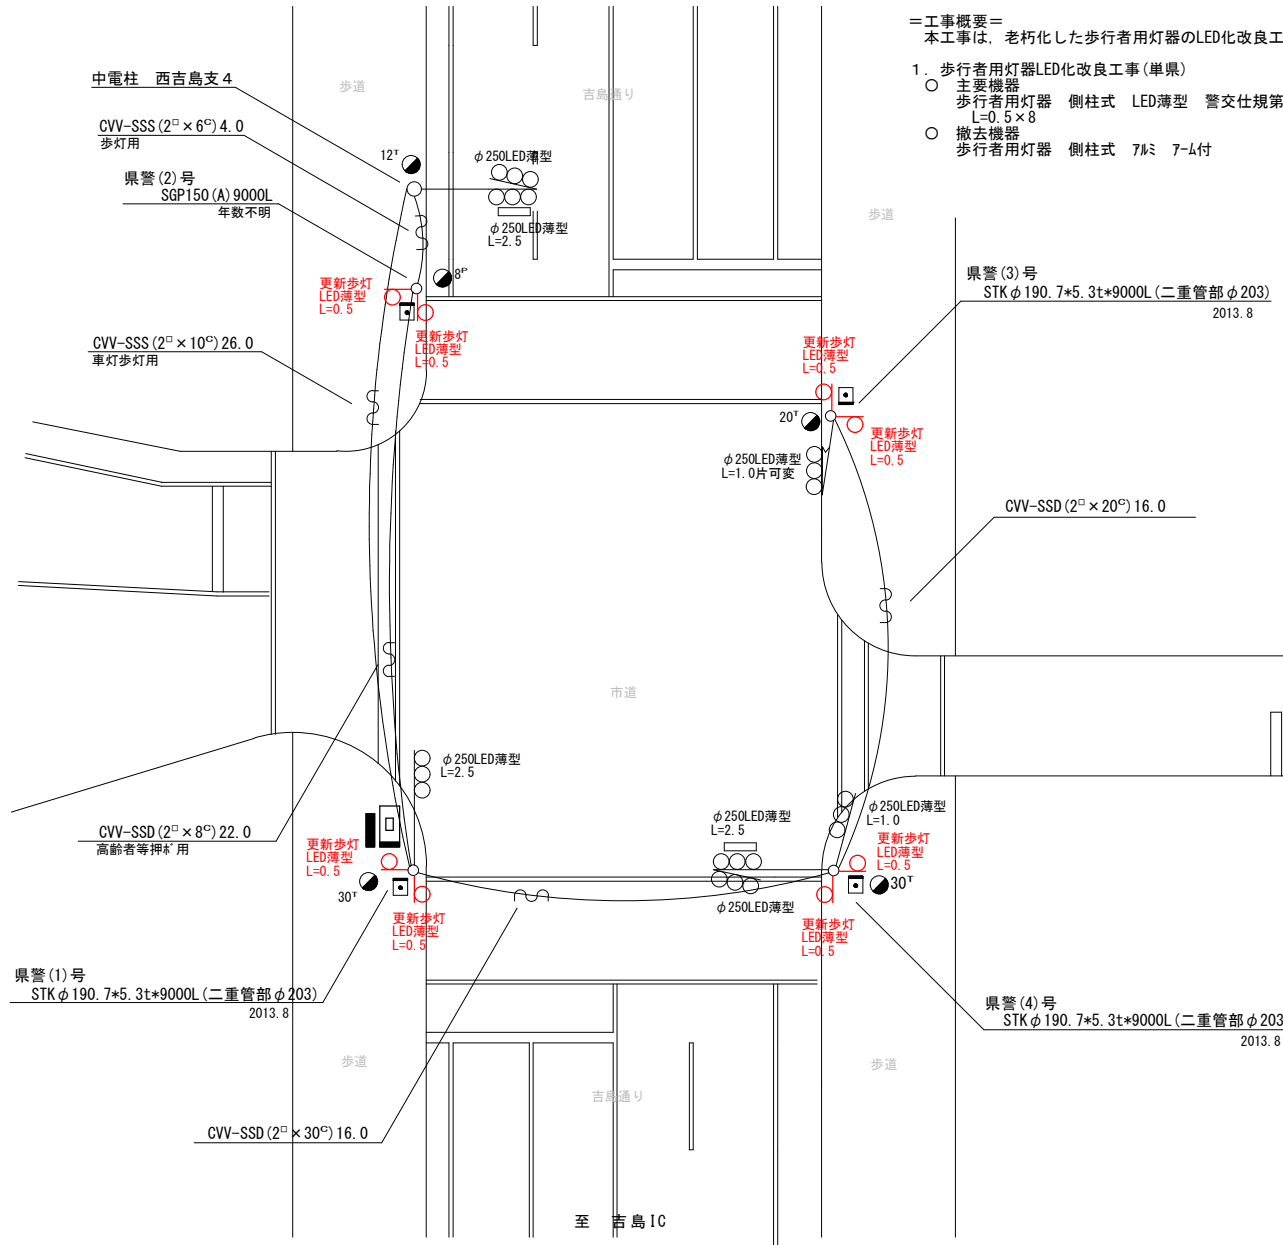 =工事概要=
本工事は，老朽化した歩行者用灯器のLED化改良工
1．歩行者用灯器LED化改良工事(単県)
○ 主要機器
歩行者用灯器 側柱式 LED薄型 警交仕規第
L=0.5×8
○ 撤去機器
歩行者用灯器 側柱式 ｱﾙﾐ ｱｰﾑ付
中電柱 西吉島支4
歩道
吉島通り
CVV-SSS(2□×6C)4.0
歩灯用
12T
φ250LED薄型
県警(2)号
SGP150(A)9000L
年数不明
φ250LED薄型
L=2.5
歩道
8P
更新歩灯
LED薄型
L=0.5
県警(3)号
STKφ190.7*5.3t*9000L(二重管部φ203)
2013.8
更新歩灯
LED薄型
L=0.5
CVV-SSS(2□×10C)26.0
車灯歩灯用
更新歩灯
LED薄型
L=0.5
20T
更新歩灯
LED薄型
L=0.5
φ250LED薄型
L=1.0片可変
CVV-SSD(2□×20C)16.0
市道
φ250LED薄型
L=2.5
CVV-SSD(2□×8C)22.0
高齢者等押ﾎﾞ用
φ250LED薄型
L=2.5
φ250LED薄型
L=1.0
更新歩灯
LED薄型
L=0.5
更新歩灯
LED薄型
L=0.5
30T
30T
φ250LED薄型
更新歩灯
LED薄型
L=0.5
更新歩灯
LED薄型
L=0.5
県警(1)号
STKφ190.7*5.3t*9000L(二重管部φ203)
2013.8
県警(4)号
STKφ190.7*5.3t*9000L(二重管部φ203
2013.8
歩道
歩道
吉島通り
CVV-SSD(2□×30C)16.0
至 吉島IC